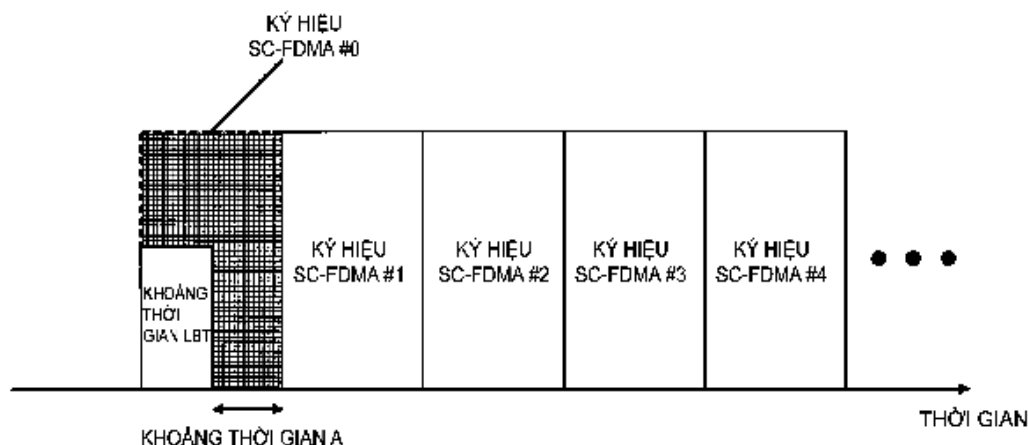 KÝ HIỆU
SC-FDMA #0
KÝ HIỆU
SC-FDMA #1
KÝ HIỆU
SC-FDMA #2
KÝ HIỆU
SC-FDMA #3
KÝ HIỆU
SC-FDMA #4
KHOẢNG
THỜI
GIAN LBT
THỜI GIAN
KHOẢNG THỜI GIAN A